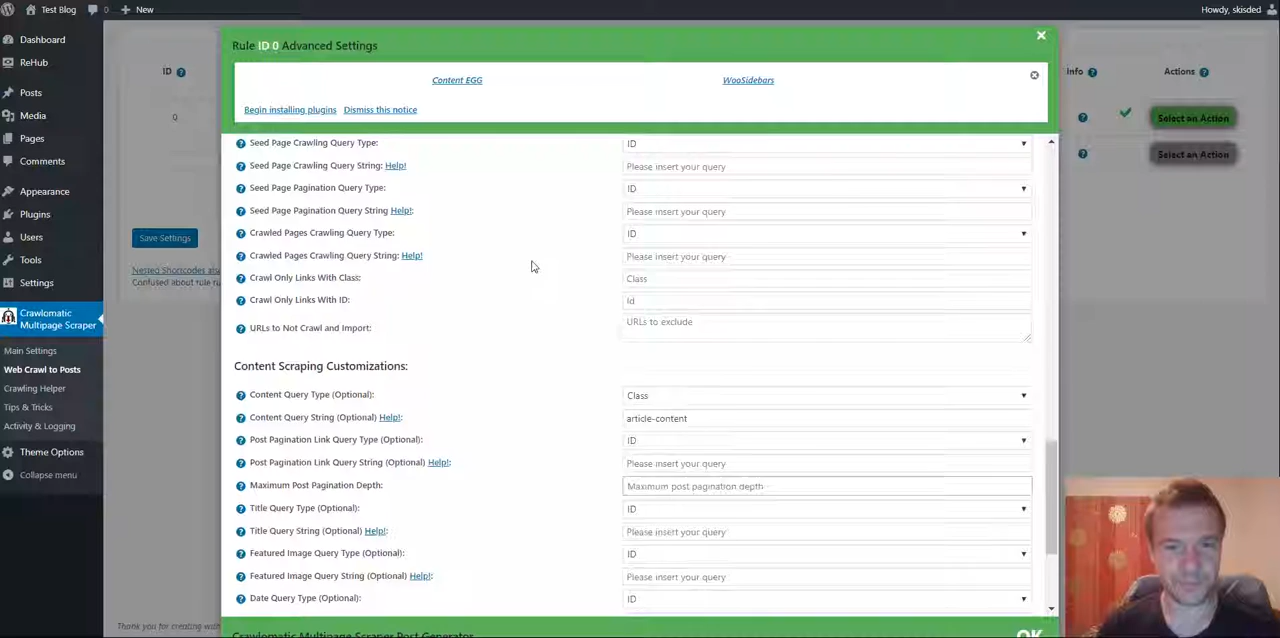 Test Blog
0
New
Howdy, skisded
Dashboard
ReHub
Posts
Media
Pages
Comments
Appearance
Plugins
Users
Tools
Settings
Crawlomatic
Multipage Scraper
Main Settings
Web Crawl to Posts
Crawling Helper
Tips & Tricks
Activity & Logging
Theme Options
Collapse menu
ID
0
Save Settings
Nested Shortcodes als
Confused about rule ru
Thank you for creating with
Rule ID 0 Advanced Settings
Content EGG
WooSidebars
Begin installing plugins
Dismiss this notice
Seed Page Crawling Query Type:
ID
Seed Page Crawling Query String: Help!
Please insert your query
Seed Page Pagination Query Type:
ID
Seed Page Pagination Query String Help!:
Please insert your query
Crawled Pages Crawling Query Type:
ID
Crawled Pages Crawling Query String: Help!
Please insert your query
Crawl Only Links With Class:
Class
Crawl Only Links With ID:
Id
URLs to Not Crawl and Import:
URLs to exclude
Content Scraping Customizations:
Content Query Type (Optional):
Class
Content Query String (Optional) Help!:
article-content
Post Pagination Link Query Type (Optional):
ID
Post Pagination Link Query String (Optional) Help!:
Please insert your query
Maximum Post Pagination Depth:
Maximum post pagination depth
Title Query Type (Optional):
ID
Title Query String (Optional) Help!:
Please insert your query
Featured Image Query Type (Optional):
ID
Featured Image Query String (Optional) Help!:
Please insert your query
Date Query Type (Optional):
ID
Crawlomatic Multipage Scraper Post Generator
OK
Info
Actions
Select an Action
Select an Action